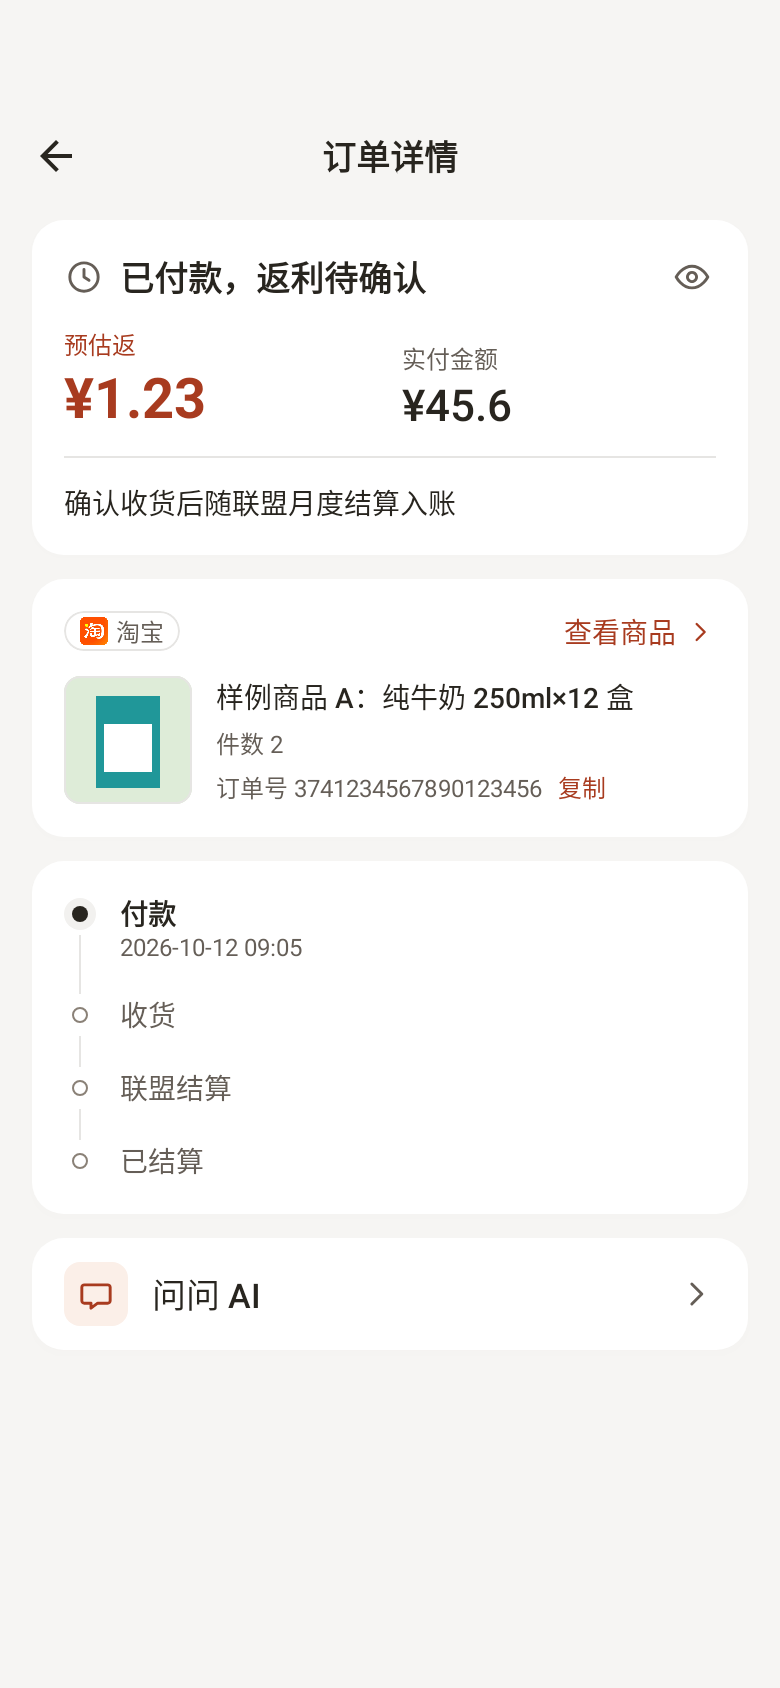 订单详情
已付款，返利待确认
预估返
¥1.23
实付金额
¥45.6
确认收货后随联盟月度结算入账
淘 淘宝
查看商品
样例商品 A：纯牛奶 250ml×12 盒
件数 2
订单号 3741234567890123456 复制
付款
2026-10-12 09:05
收货
联盟结算
已结算
问问 AI